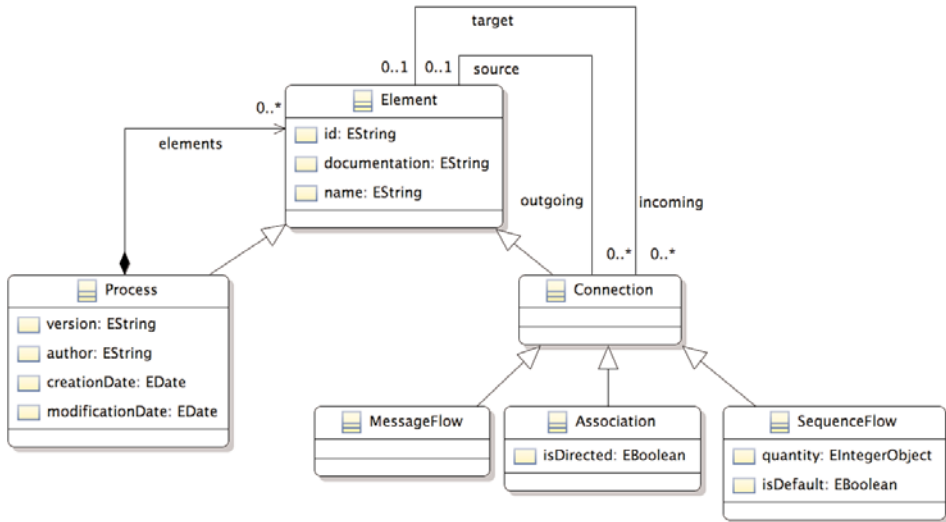 target
0..1
0..1
source
0..*
Element
id: EString
documentation: EString
name: EString
elements
outgoing
incoming
0..*
0..*
Process
version: EString
author: EString
creationDate: EDate
modificationDate: EDate
Connection
MessageFlow
Association
isDirected: EBoolean
SequenceFlow
quantity: EIntegerObject
isDefault: EBoolean